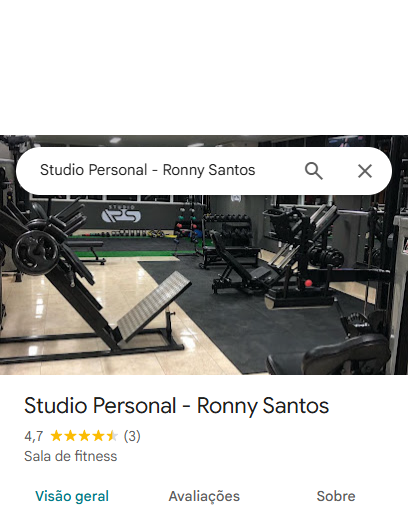 Studio Personal - Ronny Santos
STUDIO
Studio Personal - Ronny Santos
4,7 (3)
Sala de fitness
Visão geral
Avaliações
Sobre